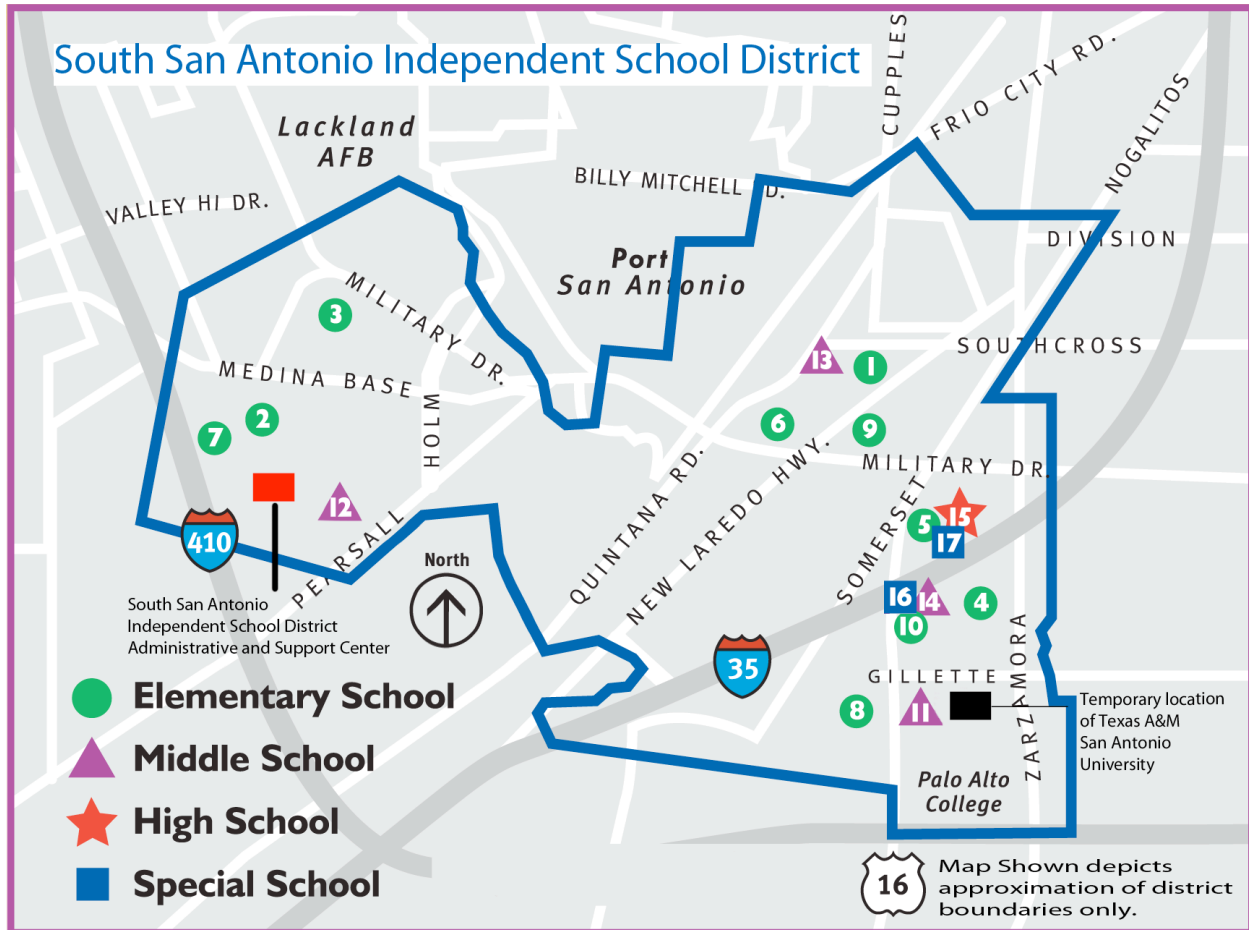 South San Antonio Independent School District
CUPPLES
FRIO CITY RD.
NOGALITOS
Lackland
AFB
BILLY MITCHELL D.
VALLEY HI DR.
DIVISION
Port
San Antonio
MILITARY DR.
3
SOUTHCROSS
13
1
MEDINA BASE
HOLM
2
7
6
9
MILITARY DR.
QUINTANA RD.
NEW LAREDO HWY.
SOMERSET
12
15
5
17
410
PEARSALL
North
16
14
4
10
South San Antonio
Independent School District
Administrative and Support Center
35
GILLETTE
ZARZAMORA
8
11
Temporary location
of Texas A&M
San Antonio
University
Palo Alto
College
Elementary School
Middle School
High School
Special School
16
Map Shown depicts
approximation of district
boundaries only.